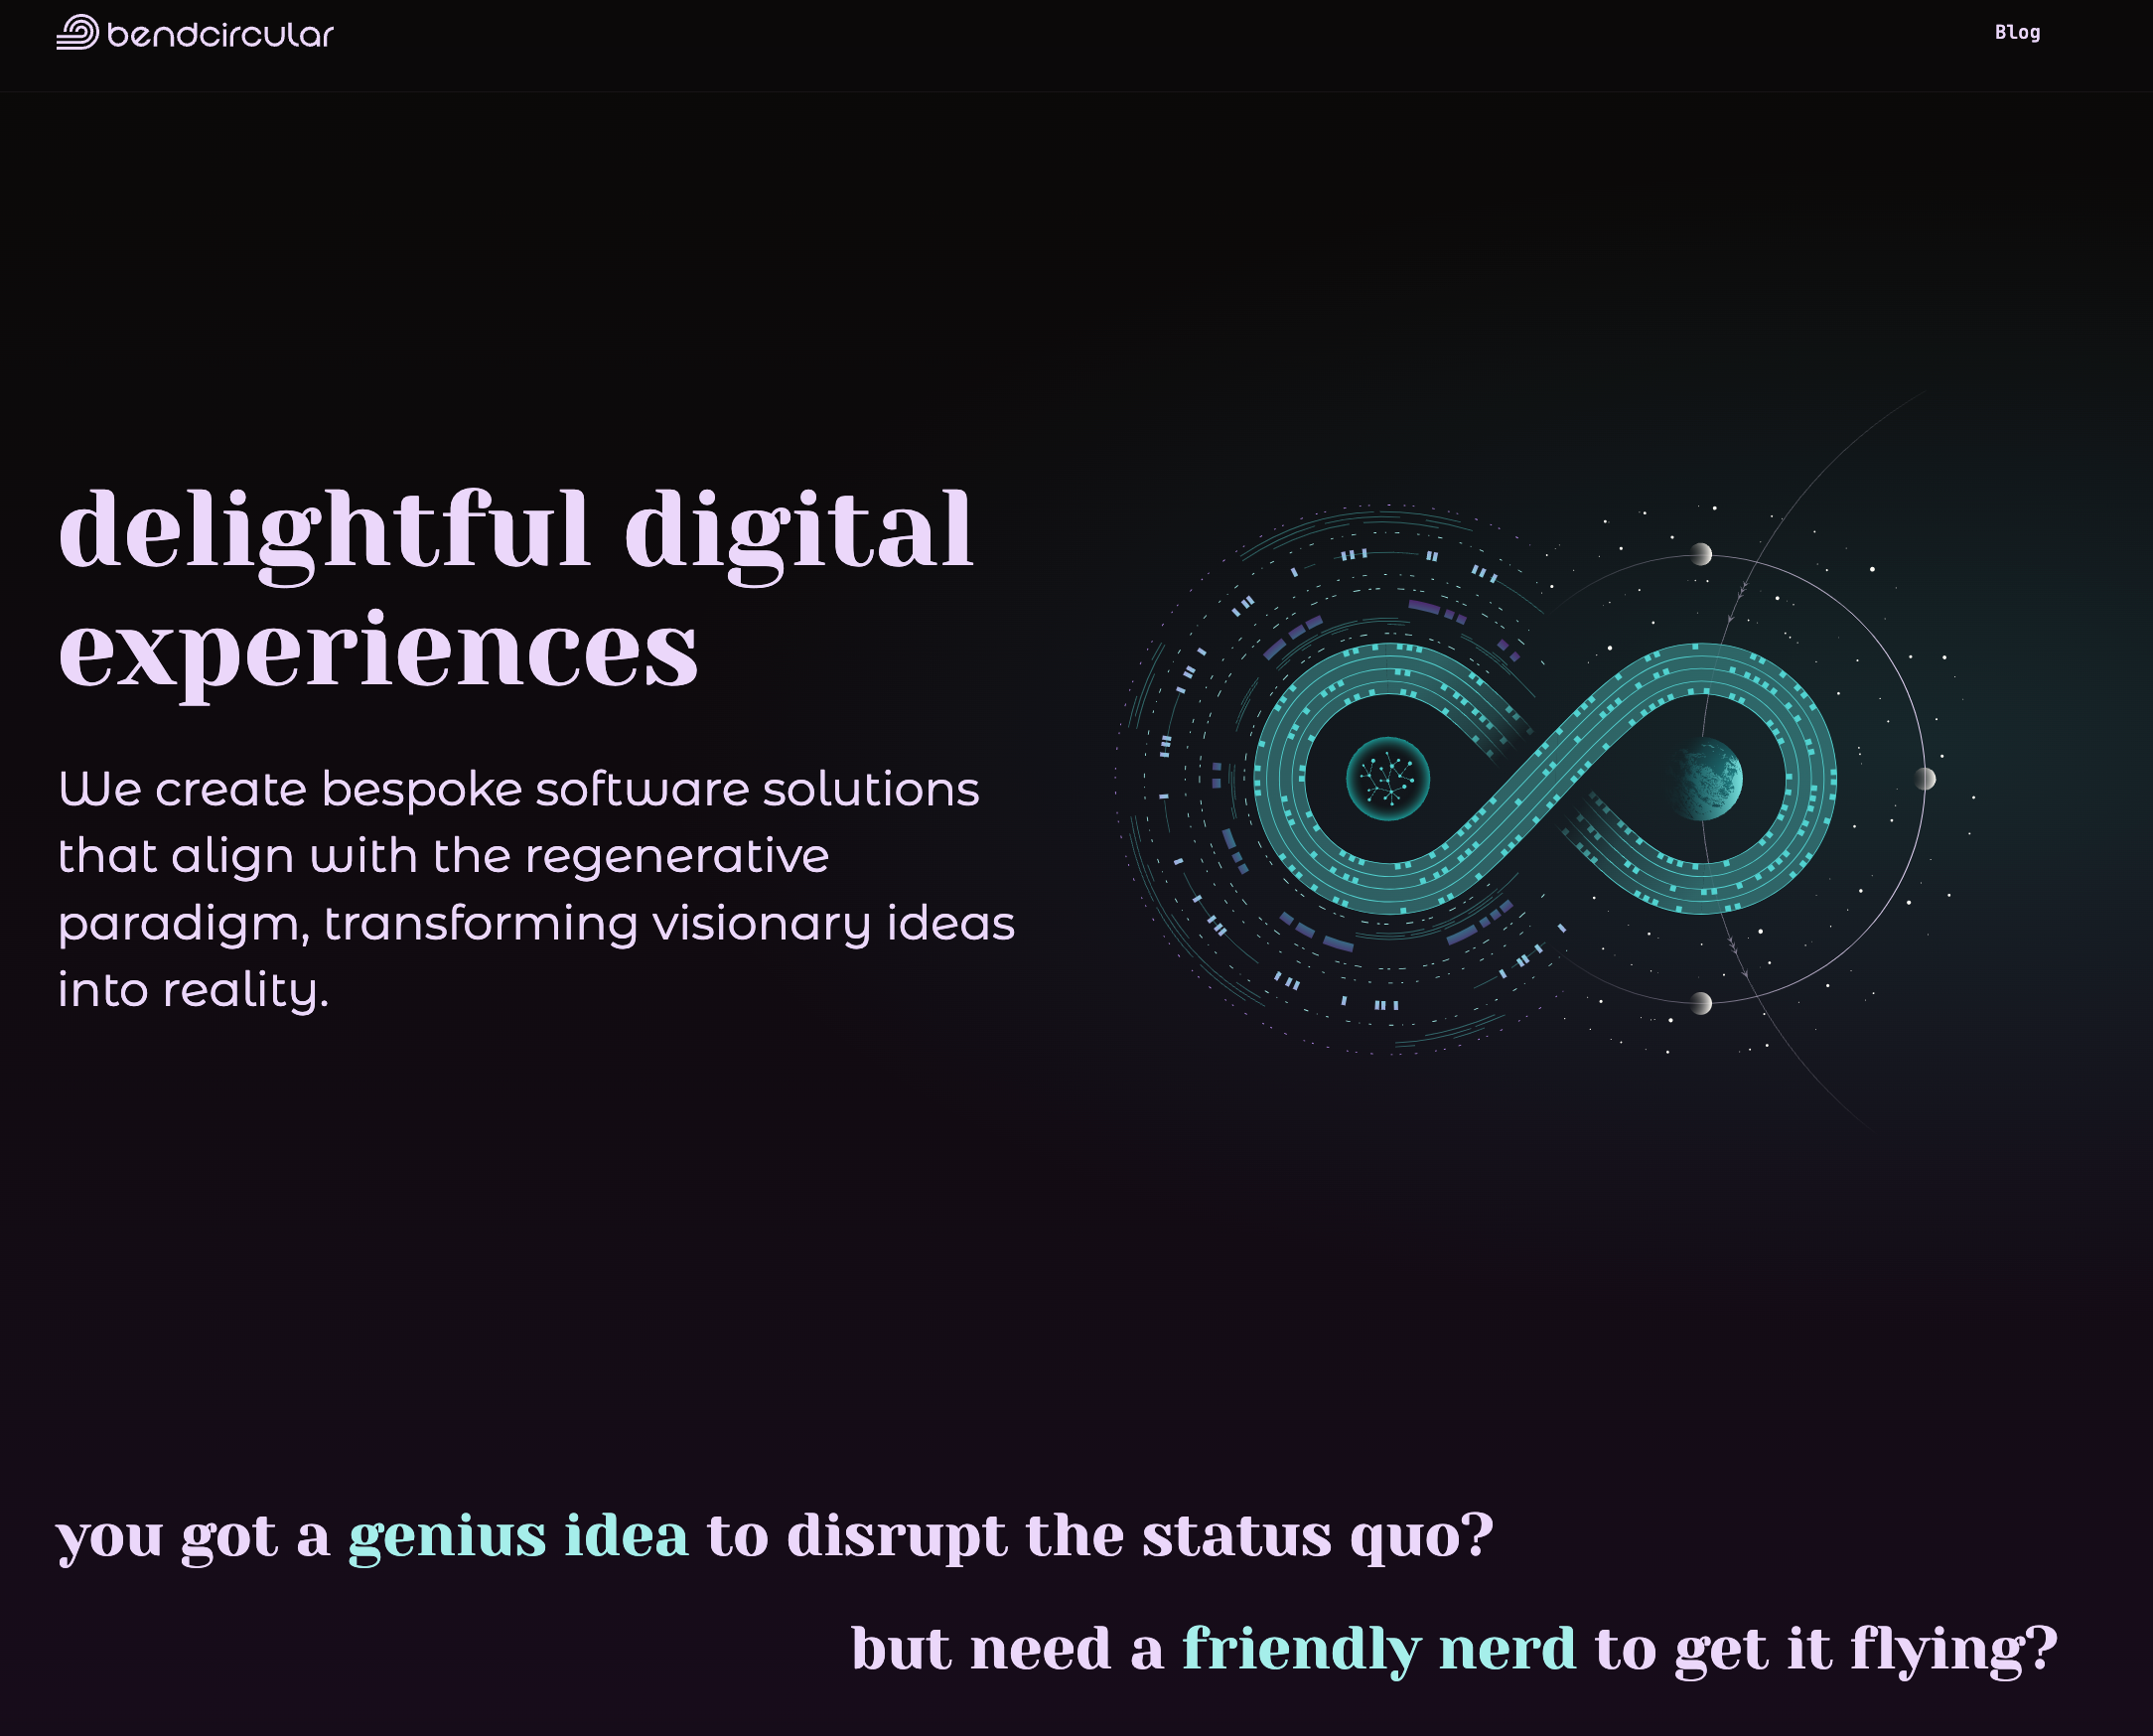 bendcircular
Blog
delightful digital
experiences
We create bespoke software solutions
that align with the regenerative
paradigm, transforming visionary ideas
into reality.
you got a genius idea to disrupt the status quo?
but need a friendly nerd to get it flying?